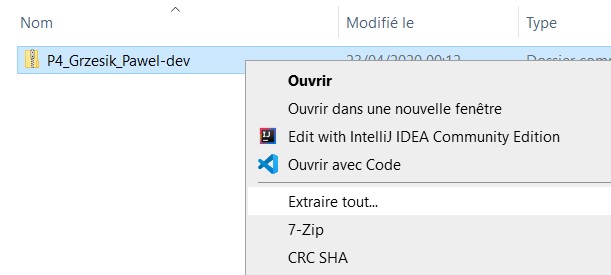 Nom Modifié le Type
P4_Grzesik_Pawel-dev 23/04/2020 00:12 Dossier com
Ouvrir
Ouvrir dans une nouvelle fenêtre
Edit with IntelliJ IDEA Community Edition
Ouvrir avec Code
Extraire tout...
7-Zip
CRC SHA